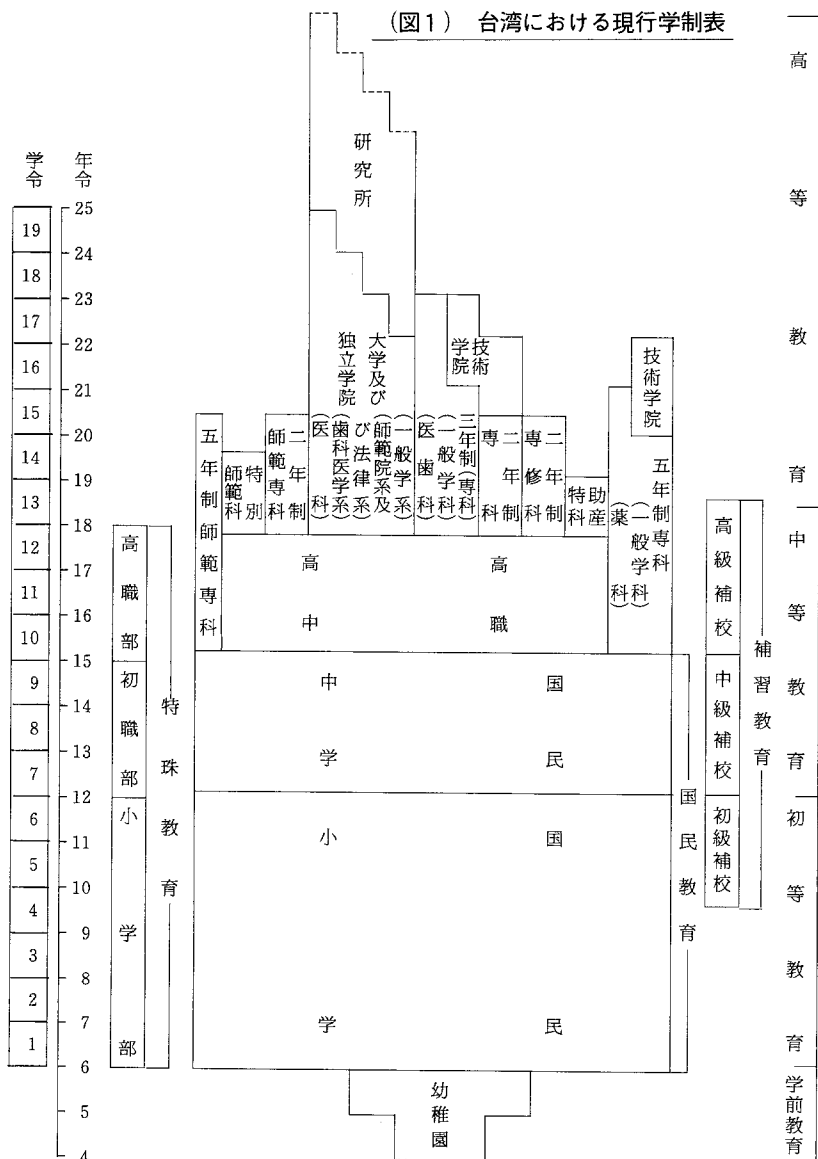 (図1) 台湾における現行学制表
学令
年令
25
24
23
22
21
20
19
18
17
16
15
14
13
12
11
10
9
8
7
6
5
4
19
18
17
16
15
14
13
12
11
10
9
8
7
6
5
4
3
2
1
高職部
初職部
小学部
特珠教育
研究所
大学及び
独立学院
(一般学系)
(師範院系及
び法律系)
(歯科医学系)
(医科)
五年制師範専科
特別
師範科
二年制
師範専科
(医歯科)
技術
学院
三年制(専科)
(一般学科)
二年制
専科
二年制
専修科
助産
特科
技術学院
五年制専科
(一般学科)
(薬科)
高中
高職
国民
中学
国民
小学
幼稚園
国民教育
高級補校
中級補校
初級補校
補習教育
高等教育
中等教育
初等教育
学前教育